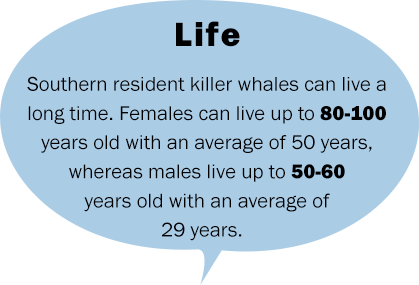 Life
Southern resident killer whales can live a
long time. Females can live up to 80-100
years old with an average of 50 years,
whereas males live up to 50-60
years old with an average of
29 years.